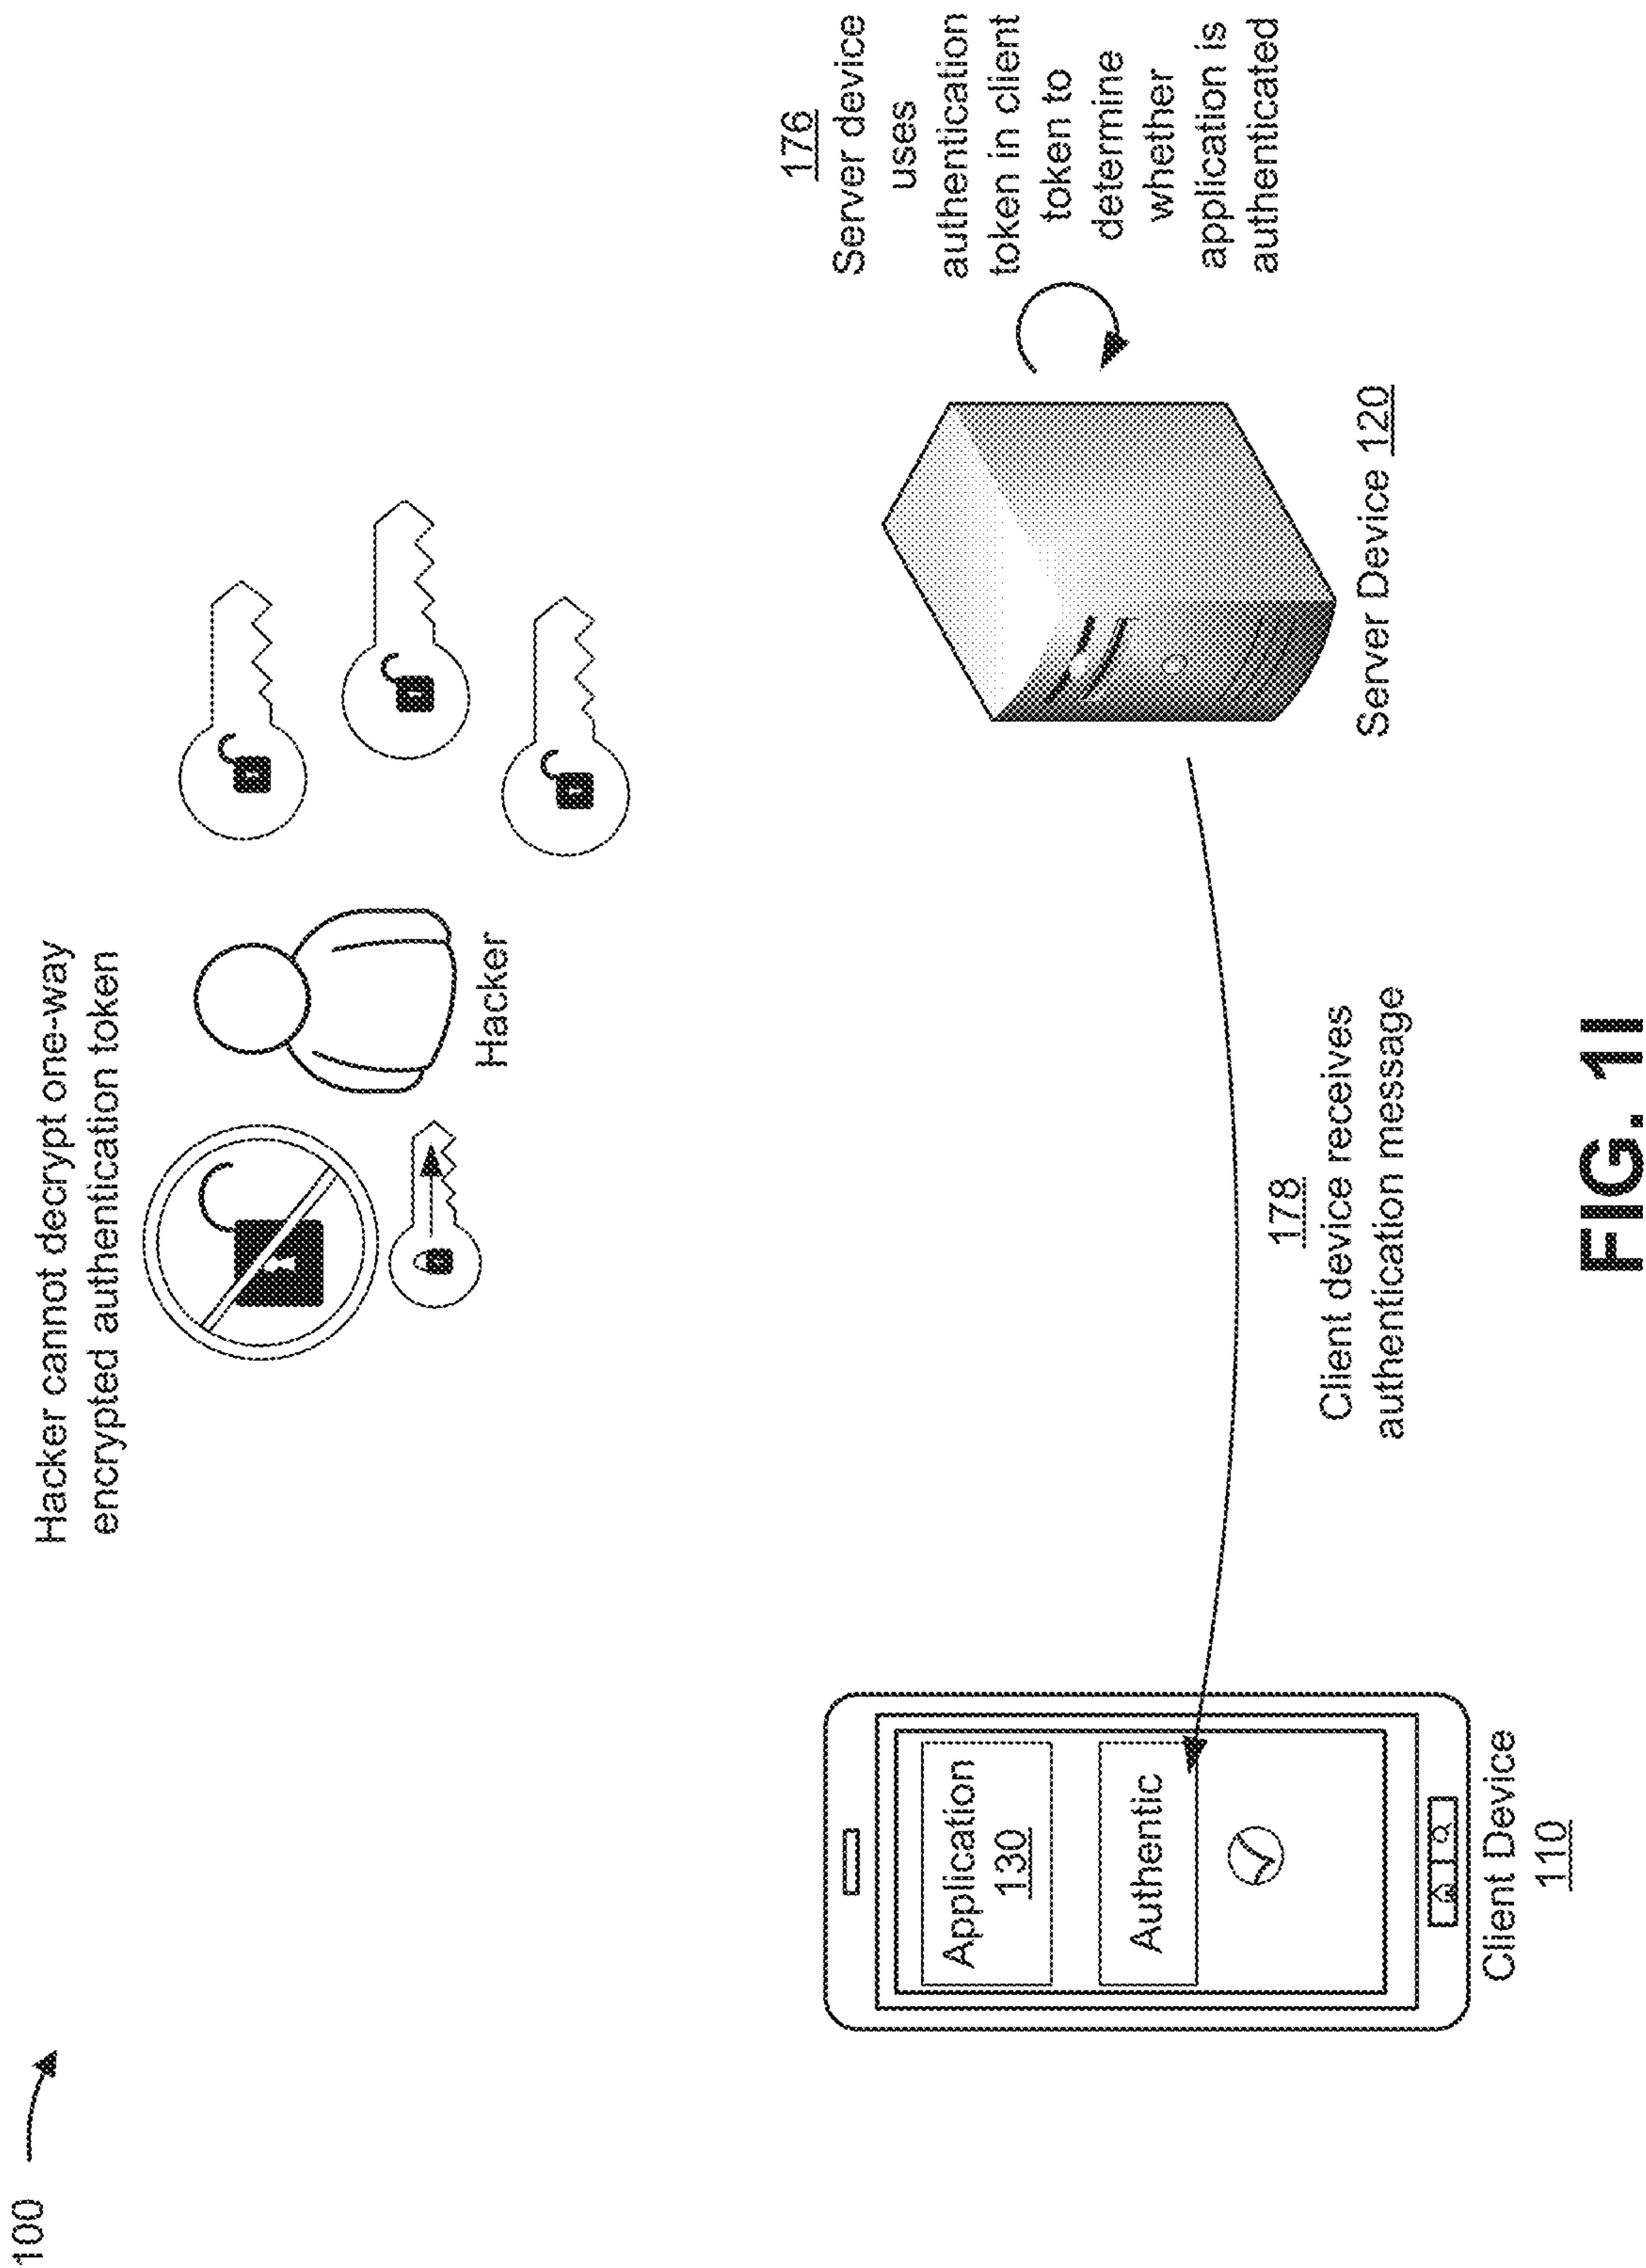 100
Hacker cannot decrypt one-way
encrypted authentication token
Hacker
Application
130
Authentic
Client Device
110
178
Client device receives
authentication message
Server Device 120
176
Server device
uses
authentication
token in client
token to
determine
whether
application is
authenticated
FIG. 1I